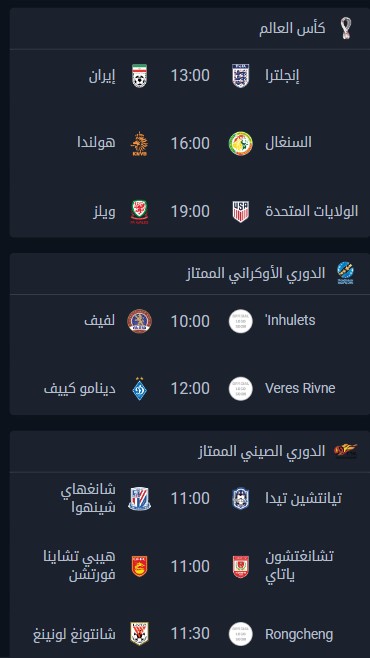 كأس العالم
إنجلترا 13:00 إيران
السنغال 16:00 هولندا
الولايات المتحدة 19:00 ويلز
الدوري الأوكراني الممتاز
Inhulets' 10:00 لفيف
Veres Rivne 12:00 دينامو كييف
الدوري الصيني الممتاز
تيانتشين تيدا 11:00 شانغهاي شينهوا
تشانغتشون ياتاي 11:00 هيبي تشاينا فورتشن
Rongcheng 11:30 شانتونغ لونينغ